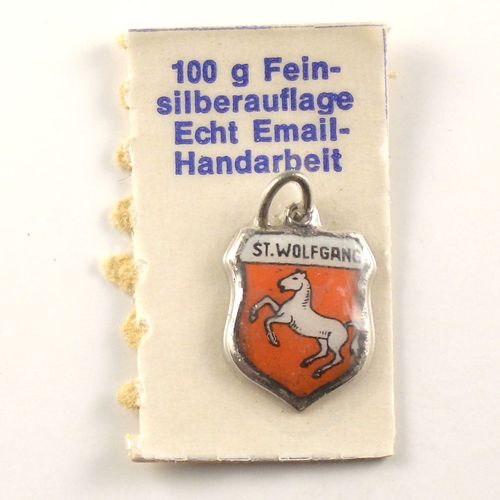 100 g Fein-
silberauflage
Echt Email-
Handarbeit
ST.WOLFGANG